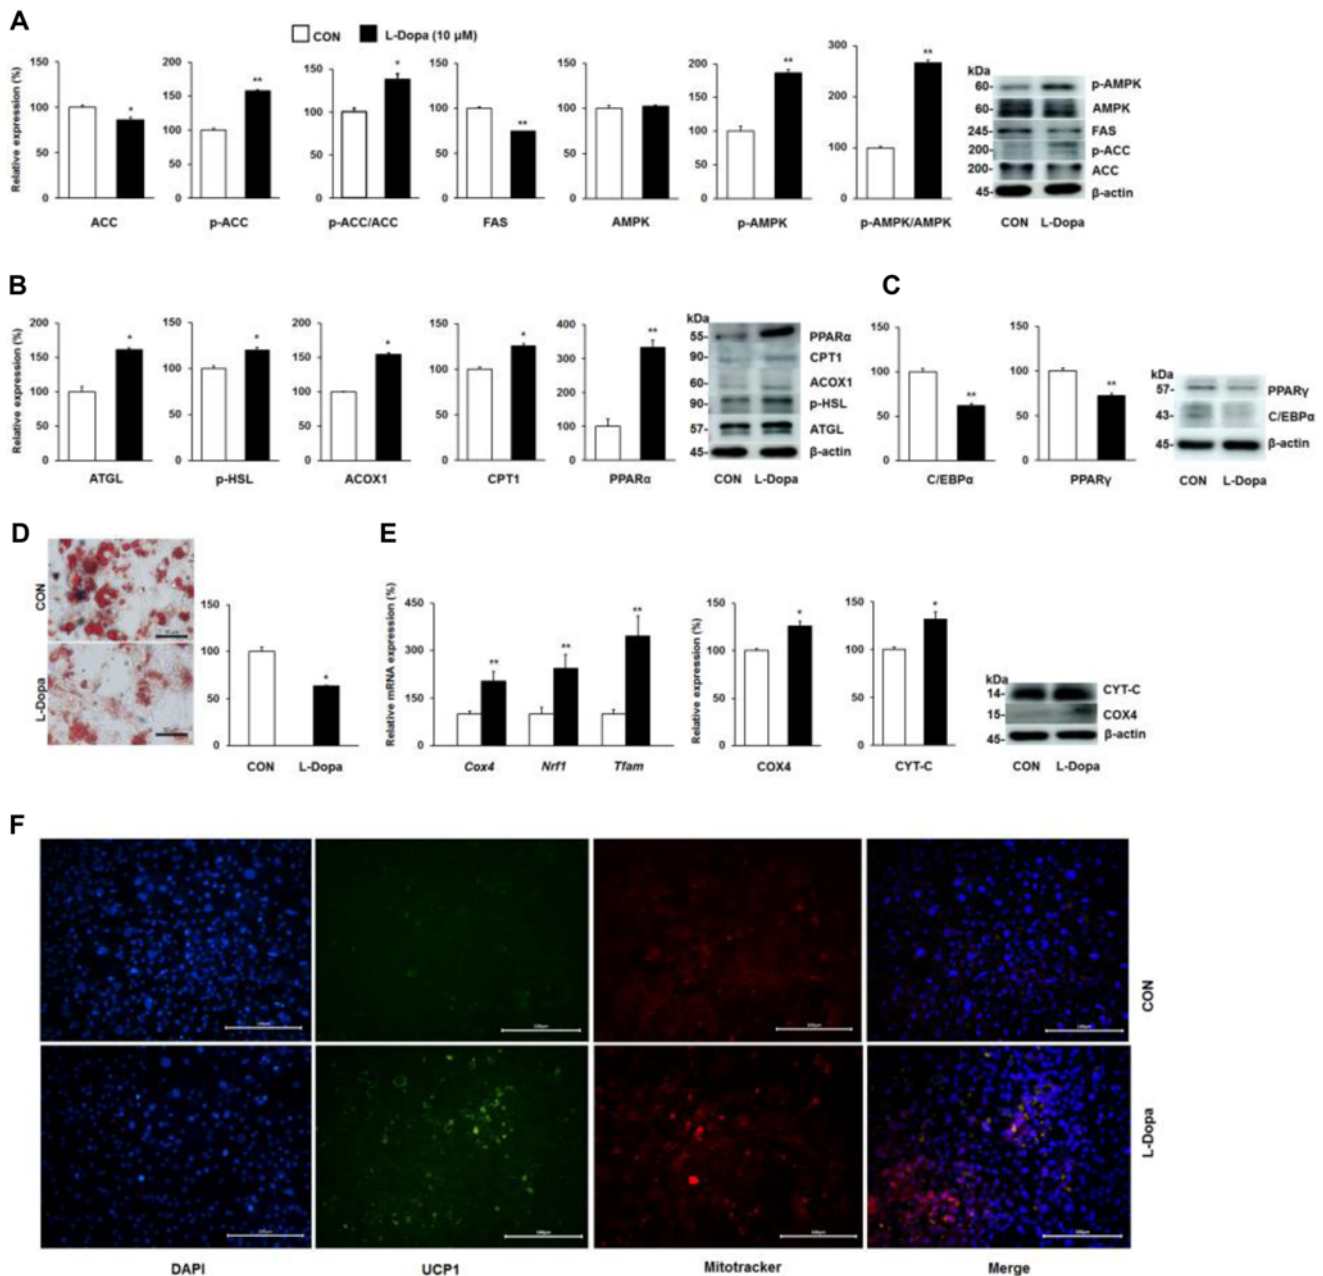 A
CON L-Dopa (10 µM)
Relative expression (%)
150
100
50
0
ACC
*
200
150
100
50
0
p-ACC
**
150
100
50
0
p-ACC/ACC
*
150
100
50
0
FAS
**
150
100
50
0
AMPK
200
150
100
50
0
p-AMPK
**
300
200
100
0
p-AMPK/AMPK
**
kDa
60- p-AMPK
60- AMPK
245- FAS
200- p-ACC
200- ACC
45- β-actin
CON L-Dopa
B
Relative expression (%)
200
150
100
50
0
ATGL
*
150
100
50
0
p-HSL
*
200
150
100
50
0
ACOX1
*
150
100
50
0
CPT1
*
400
300
200
100
0
PPARα
**
kDa
55- PPARα
90- CPT1
60- ACOX1
90- p-HSL
57- ATGL
45- β-actin
CON L-Dopa
C
150
100
50
0
C/EBPα
**
150
100
50
0
PPARγ
**
kDa
57- PPARγ
43- C/EBPα
45- β-actin
CON L-Dopa
D
CON
L-Dopa
150
100
50
0
*
CON L-Dopa
E
Relative mRNA expression (%)
450
300
150
0
** ** **
Cox4 Nrf1 Tfam
Relative expression (%)
150
100
50
0
COX4
*
150
100
50
0
CYT-C
*
kDa
14- CYT-C
15- COX4
45- β-actin
CON L-Dopa
F
CON
L-Dopa
DAPI UCP1 Mitotracker Merge